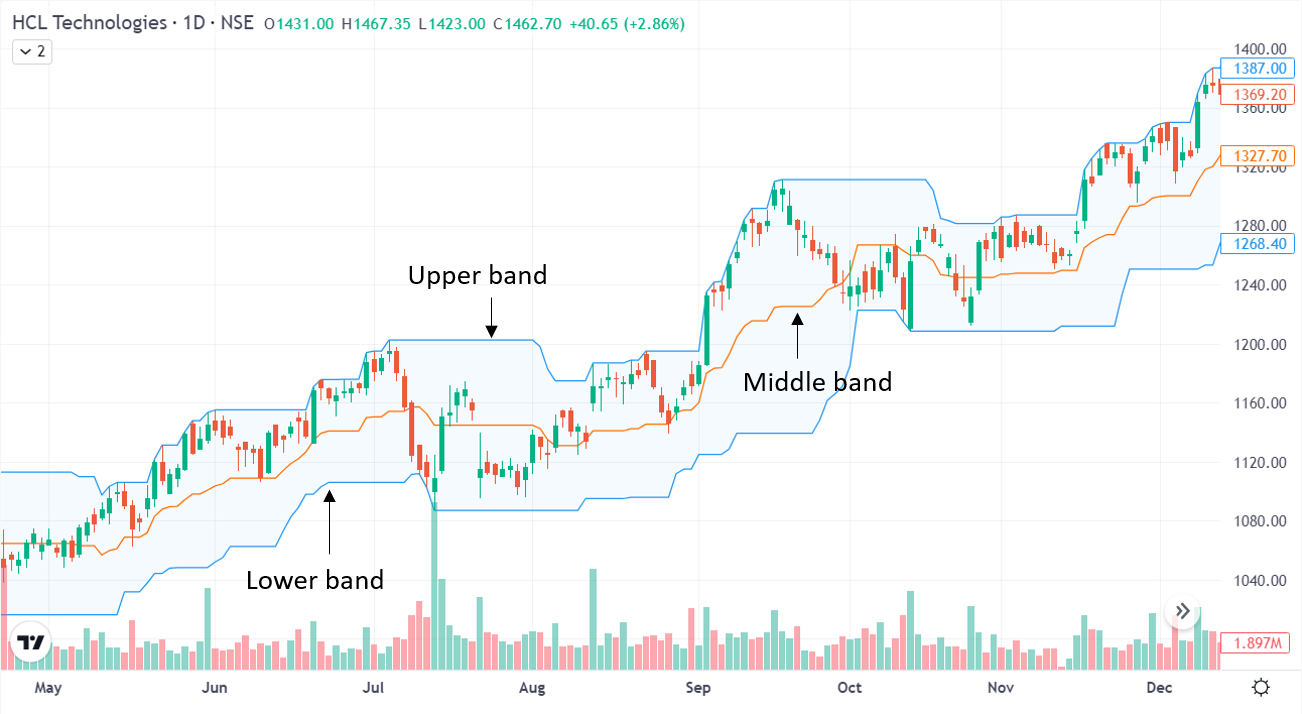 HCL Technologies · 1D · NSE O1431.00 H1467.35 L1423.00 C1462.70 +40.65 (+2.86%)
2
1400.00
1387.00
1369.20
1360.00
1327.70
1320.00
1280.00
1268.40
1240.00
1200.00
1160.00
1120.00
1080.00
1040.00
1.897M
Upper band
Middle band
Lower band
May Jun Jul Aug Sep Oct Nov Dec